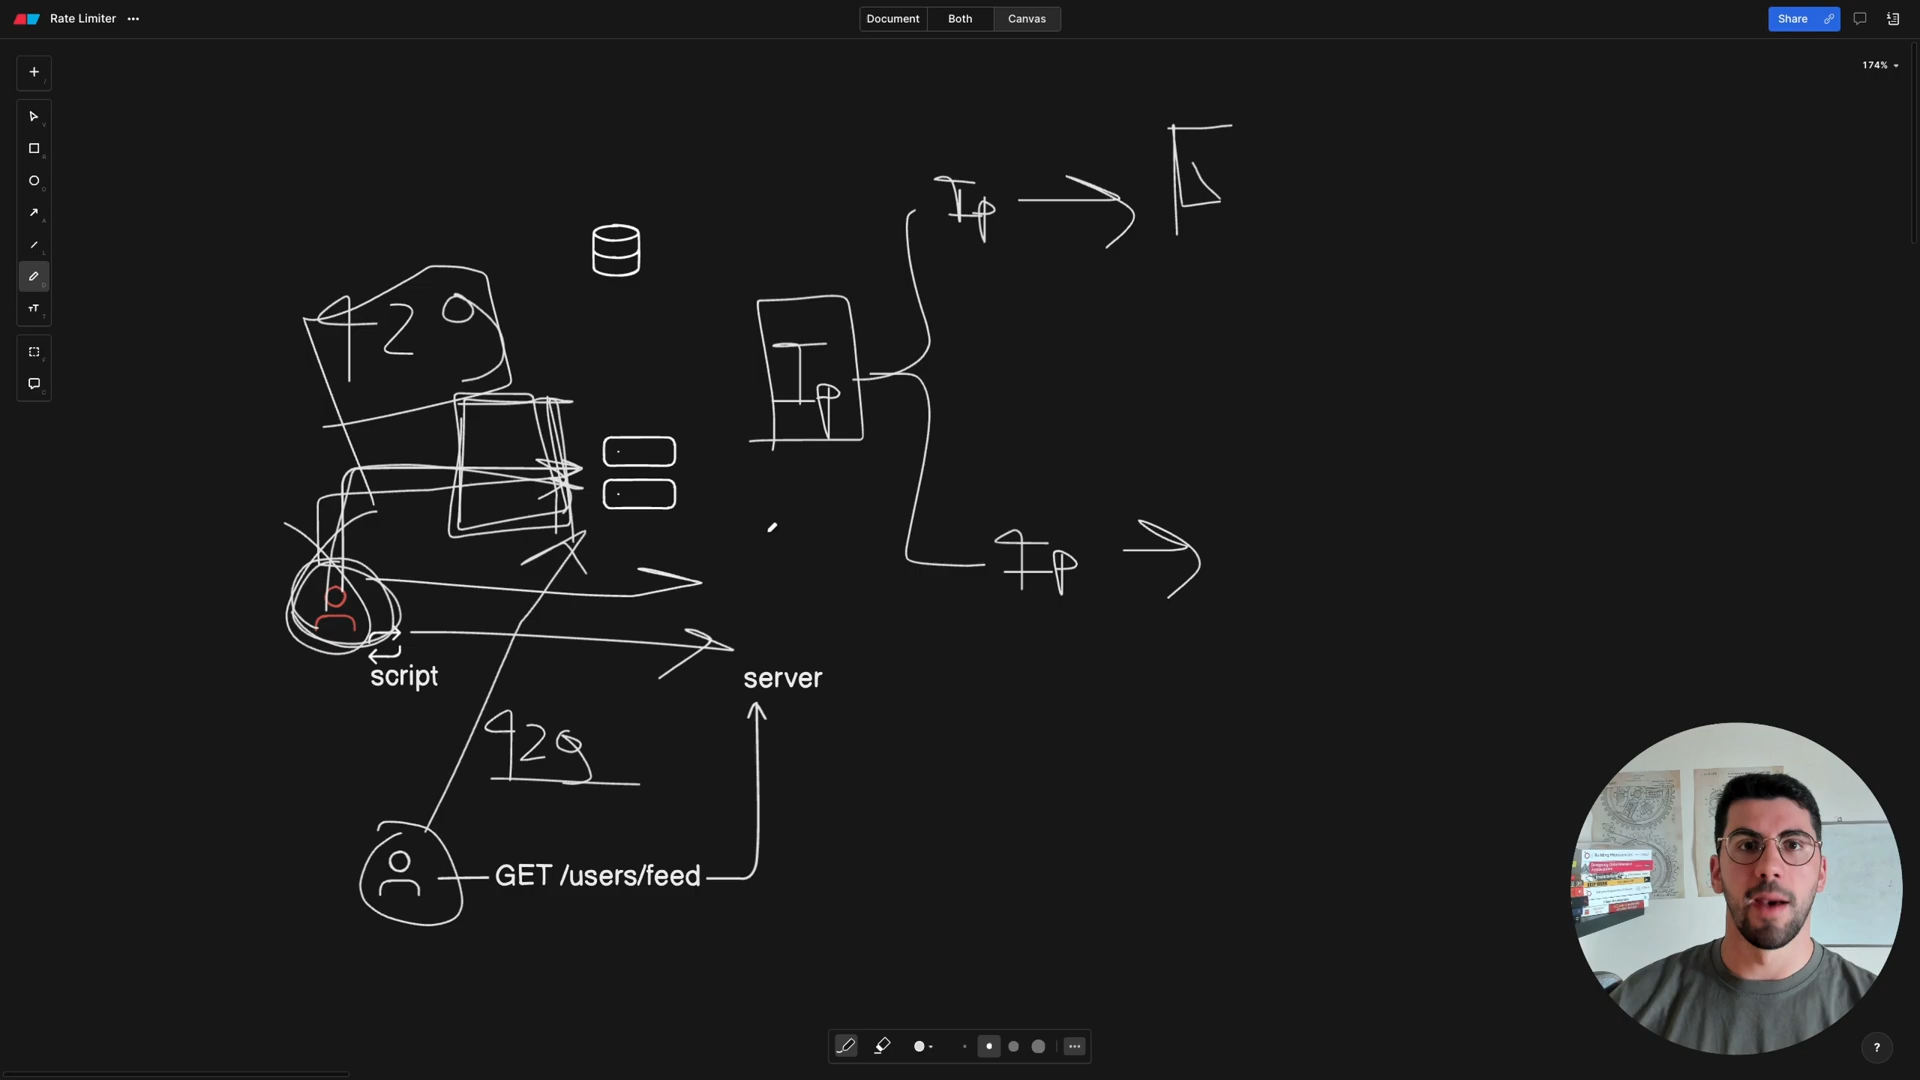 Rate Limiter
Document Both Canvas
Share
174%
Ip
429
Ip
Ip
script
server
429
GET /users/feed
?